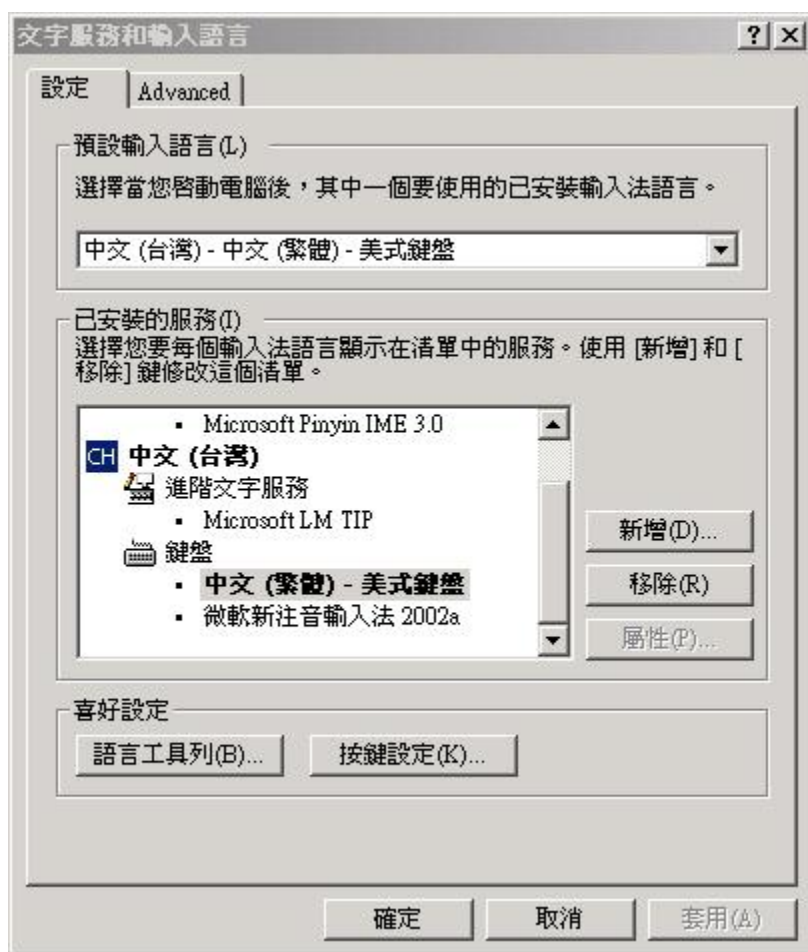 文字服務和輸入語言
設定
Advanced
預設輸入語言(L)
選擇當您啓動電腦後，其中一個要使用的已安裝輸入法語言。
中文 (台灣) - 中文 (繁體) - 美式鍵盤
已安裝的服務(I)
選擇您要每個輸入法語言顯示在清單中的服務。使用 [新增] 和 [
移除] 鍵修改這個清單。
Microsoft Pinyin IME 3.0
CH 中文 (台灣)
進階文字服務
Microsoft LM TIP
鍵盤
中文 (繁體) - 美式鍵盤
微軟新注音輸入法 2002a
新增(D)...
移除(R)
屬性(P)...
喜好設定
語言工具列(B)...
按鍵設定(K)...
確定
取消
套用(A)